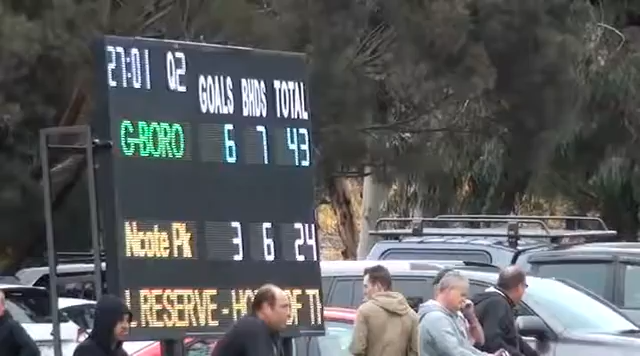 27:01 Q2
GOALS BHDS TOTAL
G-BORO 6 7 43
Ncote Pk 3 6 24
RESERVE - HO OF T